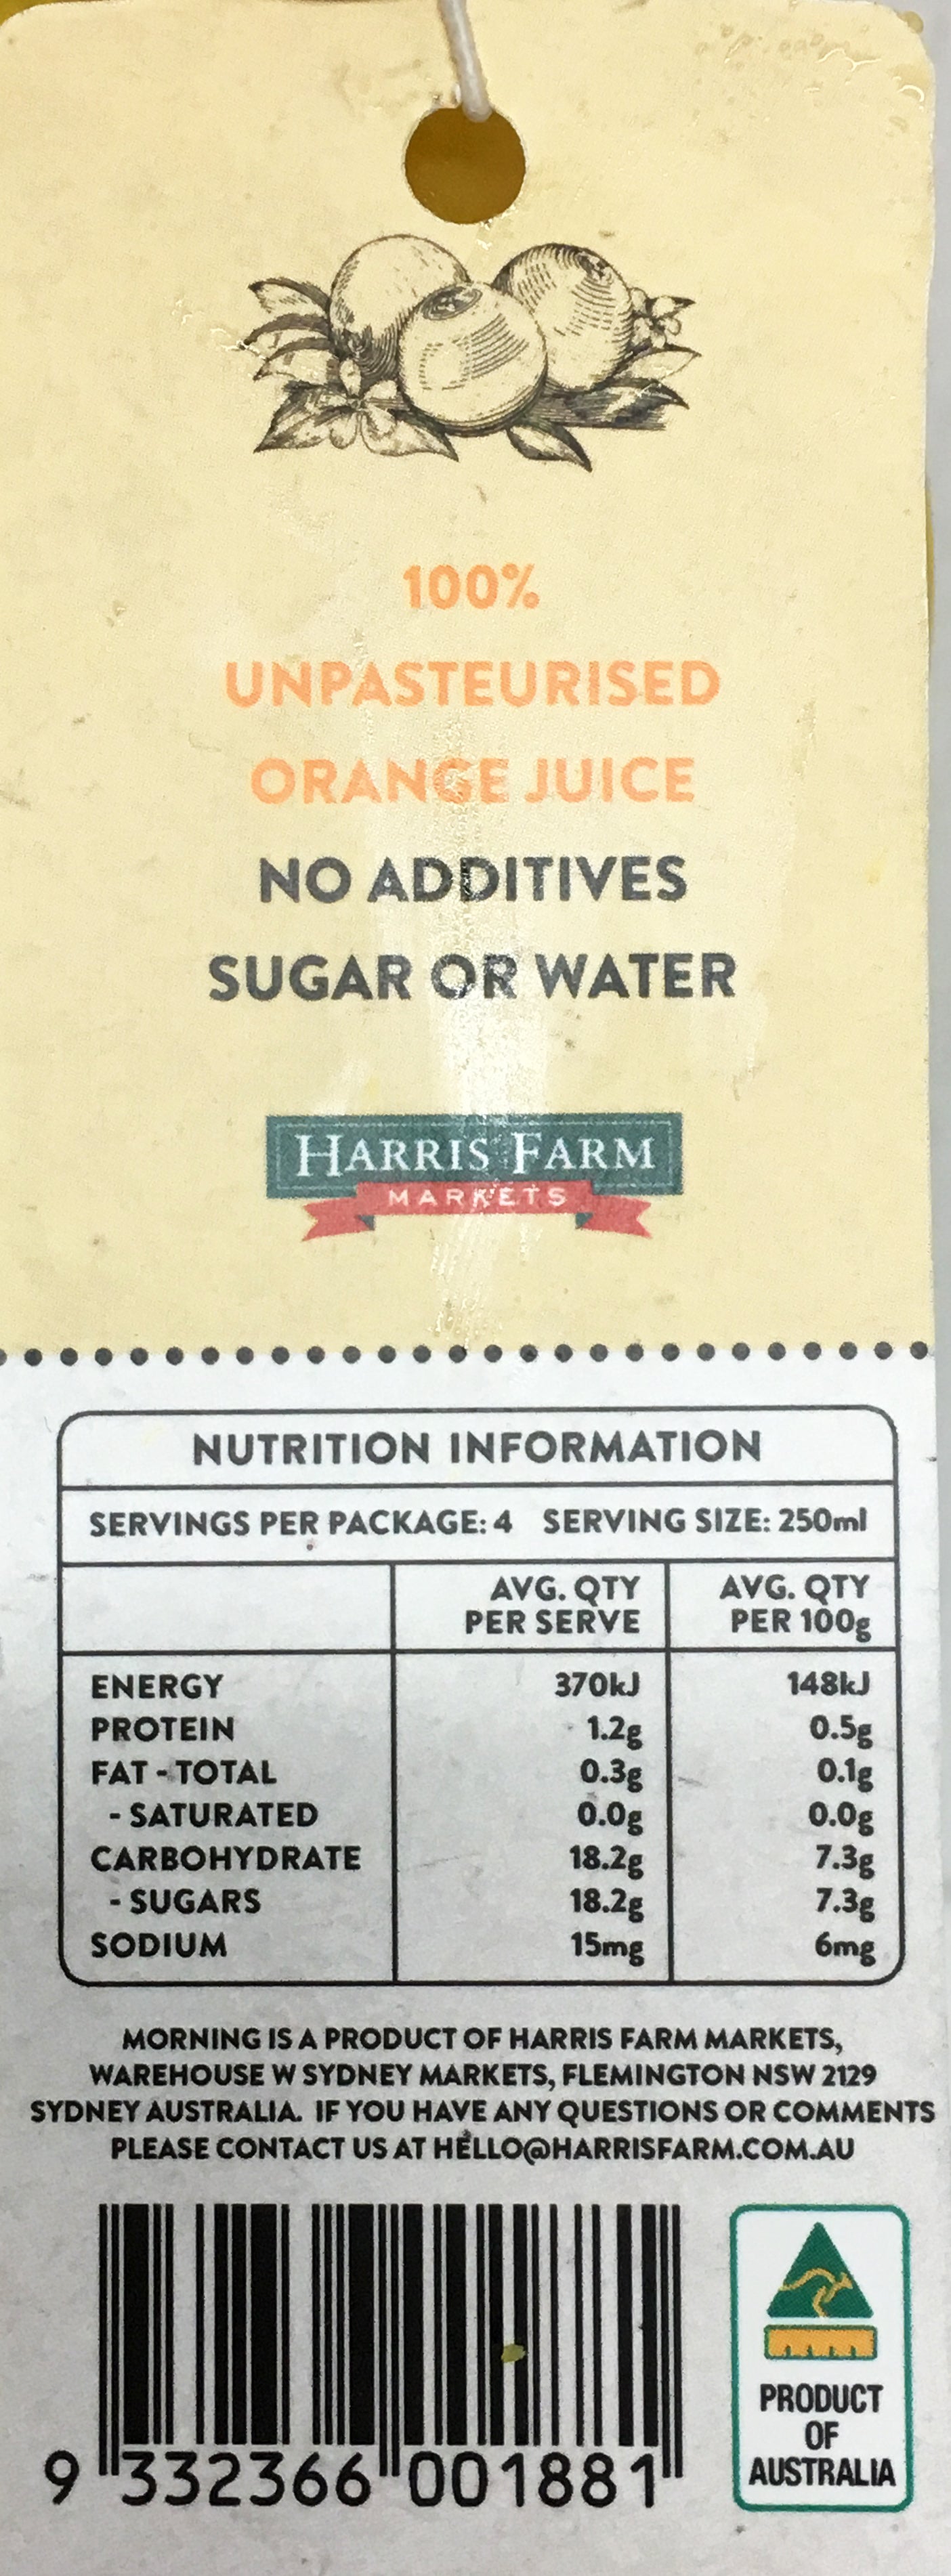 100%
UNPASTEURISED
ORANGE JUICE
NO ADDITIVES
SUGAR OR WATER
HARRIS FARM
MARKETS
NUTRITION INFORMATION
SERVINGS PER PACKAGE: 4 SERVING SIZE: 250ml
AVG. QTY PER SERVE AVG. QTY PER 100g
ENERGY 370kJ 148kJ
PROTEIN 1.2g 0.5g
FAT - TOTAL 0.3g 0.1g
- SATURATED 0.0g 0.0g
CARBOHYDRATE 18.2g 7.3g
- SUGARS 18.2g 7.3g
SODIUM 15mg 6mg
MORNING IS A PRODUCT OF HARRIS FARM MARKETS,
WAREHOUSE W SYDNEY MARKETS, FLEMINGTON NSW 2129
SYDNEY AUSTRALIA. IF YOU HAVE ANY QUESTIONS OR COMMENTS
PLEASE CONTACT US AT HELLO@HARRISFARM.COM.AU
9 332366 001881
PRODUCT
OF
AUSTRALIA